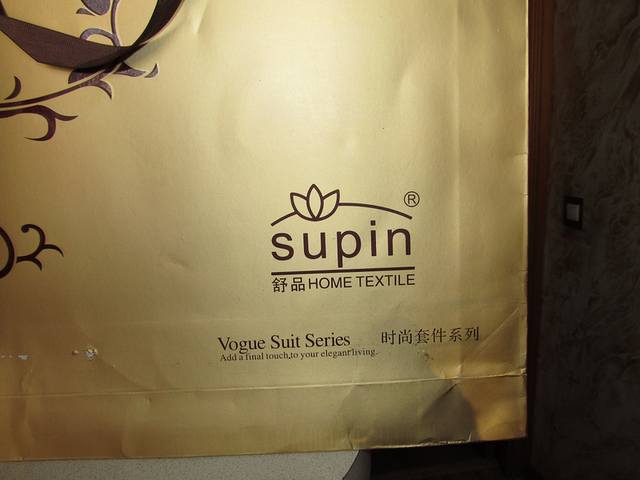 ®
supin
舒品HOME TEXTILE
Vogue Suit Series 时尚套件系列
Add a final touch,to your elegant living.